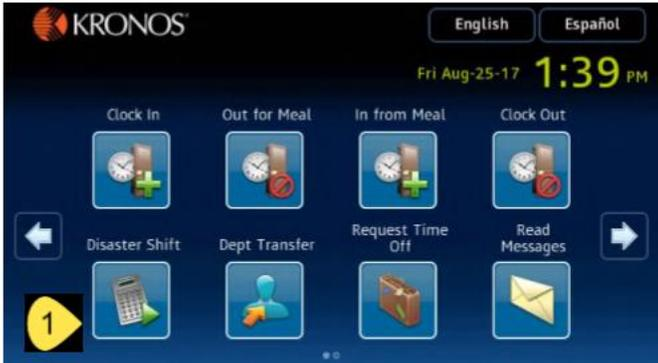 KRONOS
English Español
Fri Aug-25-17 1:39 PM
Clock In Out for Meal In from Meal Clock Out
Disaster Shift Dept Transfer Request Time Off Read Messages
1